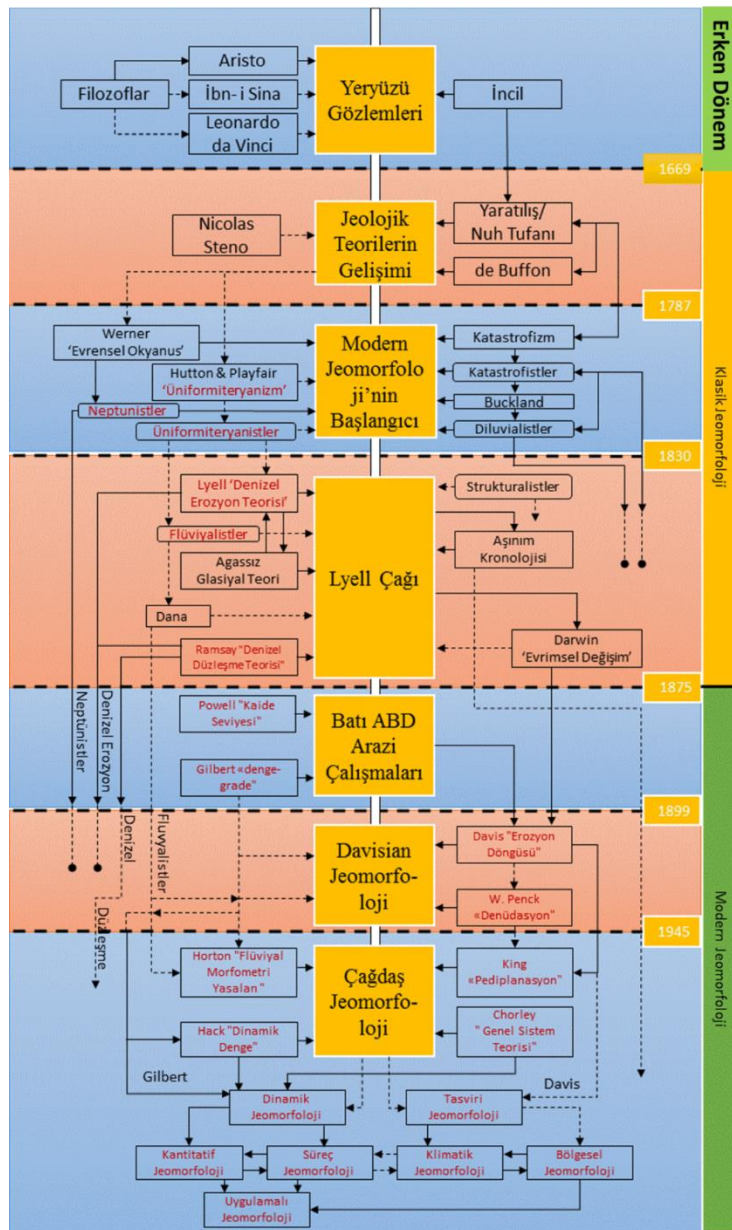 Erken Dönem
Aristo
Filozoflar
İbn- i Sina
Leonardo
da Vinci
Yeryüzü
Gözlemleri
İncil
1669
Nicolas
Steno
Jeolojik
Teorilerin
Gelişimi
Yaratılış/
Nuh Tufanı
de Buffon
1787
Klasik Jeomorfoloji
Werner
'Evrensel Okyanus'
Hutton & Playfair
'Üniformiteryanizm'
Neptunistler
Üniformiteryanistler
Modern
Jeomorfolo
ji'nin
Başlangıcı
Katastrofizm
Katastrofistler
Buckland
Diluvialistler
1830
Lyell 'Denizel
Erozyon Teorisi'
Flüviyalistler
Agassız
Glasiyal Teori
Dana
Ramsay "Denizel
Düzleşme Teorisi"
Lyell Çağı
Strukturalistler
Aşınım
Kronolojisi
Darwin
'Evrimsel Değişim'
1875
Neptünistler
Denizel Erozyon
Denizel
Düzleşme
Fluvyalistler
Powell "Kaide
Seviyesi"
Gilbert «denge-
grade"
Batı ABD
Arazi
Çalışmaları
1899
Modern Jeomorfoloji
Davisian
Jeomorfo-
loji
Davis "Erozyon
Döngüsü"
W. Penck
«Denüdasyon»
1945
Horton "Flüviyal
Morfometri
Yasalan "
Hack "Dinamik
Denge"
Çağdaş
Jeomorfo-
loji
King
«Pediplanasyon»
Chorley
" Genel Sistem
Teorisi"
Gilbert
Davis
Dinamik
Jeomorfoloji
Tasviri
Jeomorfoloji
Kantitatif
Jeomorfoloji
Süreç
Jeomorfoloji
Klimatik
Jeomorfoloji
Bölgesel
Jeomorfoloji
Uygulamalı
Jeomorfoloji